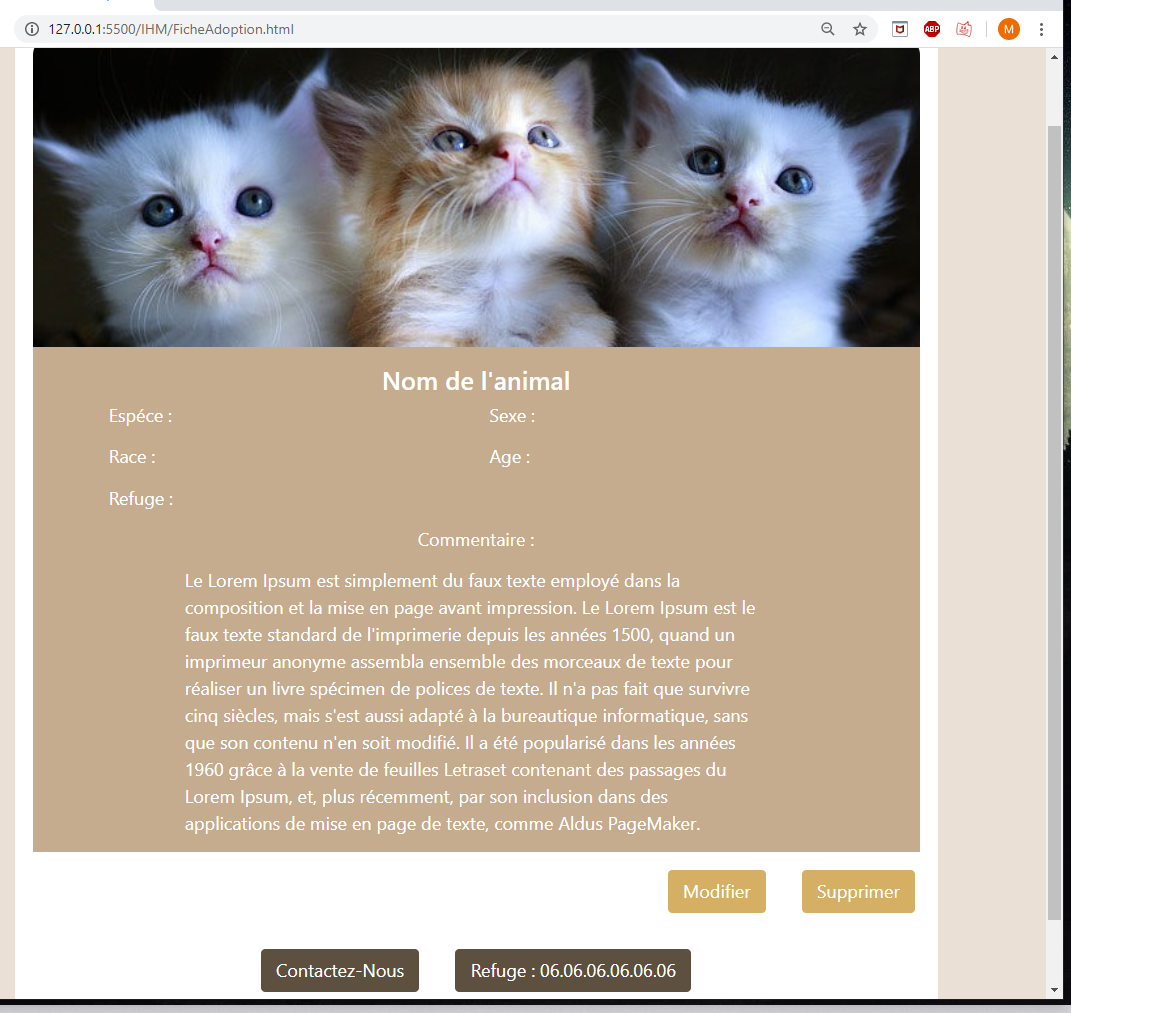 127.0.0.1:5500/IHM/FicheAdoption.html
ABP
M
Nom de l'animal
Espéce :
Sexe :
Race :
Age :
Refuge :
Commentaire :
Le Lorem Ipsum est simplement du faux texte employé dans la
composition et la mise en page avant impression. Le Lorem Ipsum est le
faux texte standard de l'imprimerie depuis les années 1500, quand un
imprimeur anonyme assembla ensemble des morceaux de texte pour
réaliser un livre spécimen de polices de texte. Il n'a pas fait que survivre
cinq siècles, mais s'est aussi adapté à la bureautique informatique, sans
que son contenu n'en soit modifié. Il a été popularisé dans les années
1960 grâce à la vente de feuilles Letraset contenant des passages du
Lorem Ipsum, et, plus récemment, par son inclusion dans des
applications de mise en page de texte, comme Aldus PageMaker.
Modifier
Supprimer
Contactez-Nous
Refuge : 06.06.06.06.06.06